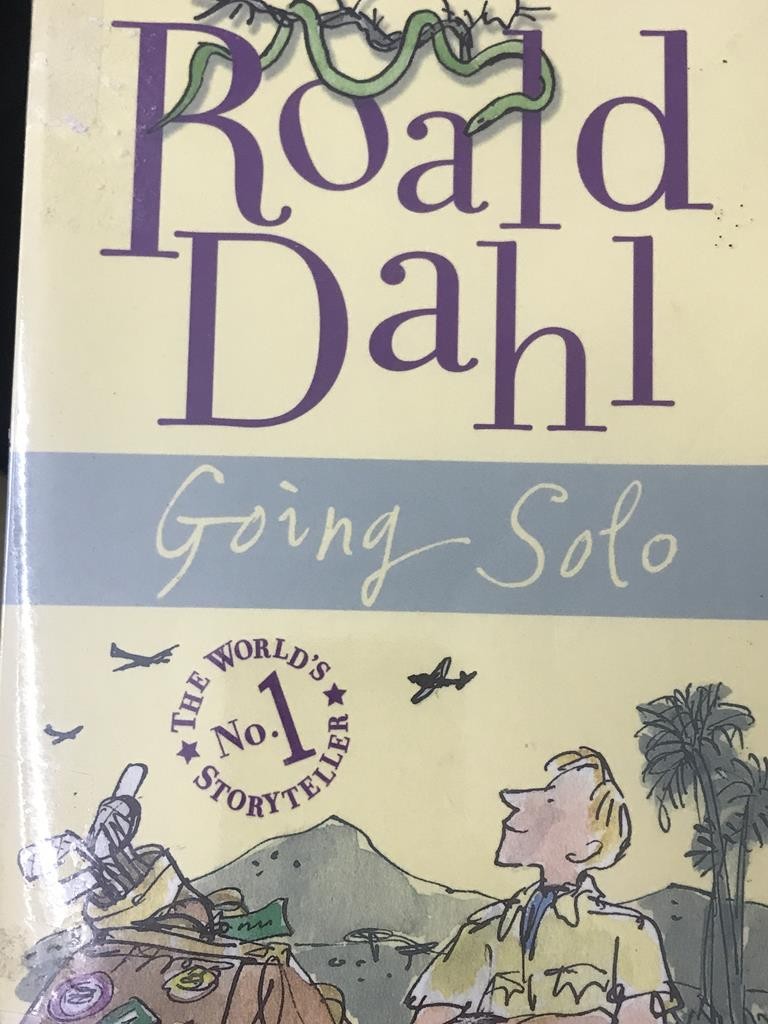 Roald
Dahl
Going Solo
THE WORLD'S
No.1
STORYTELLER